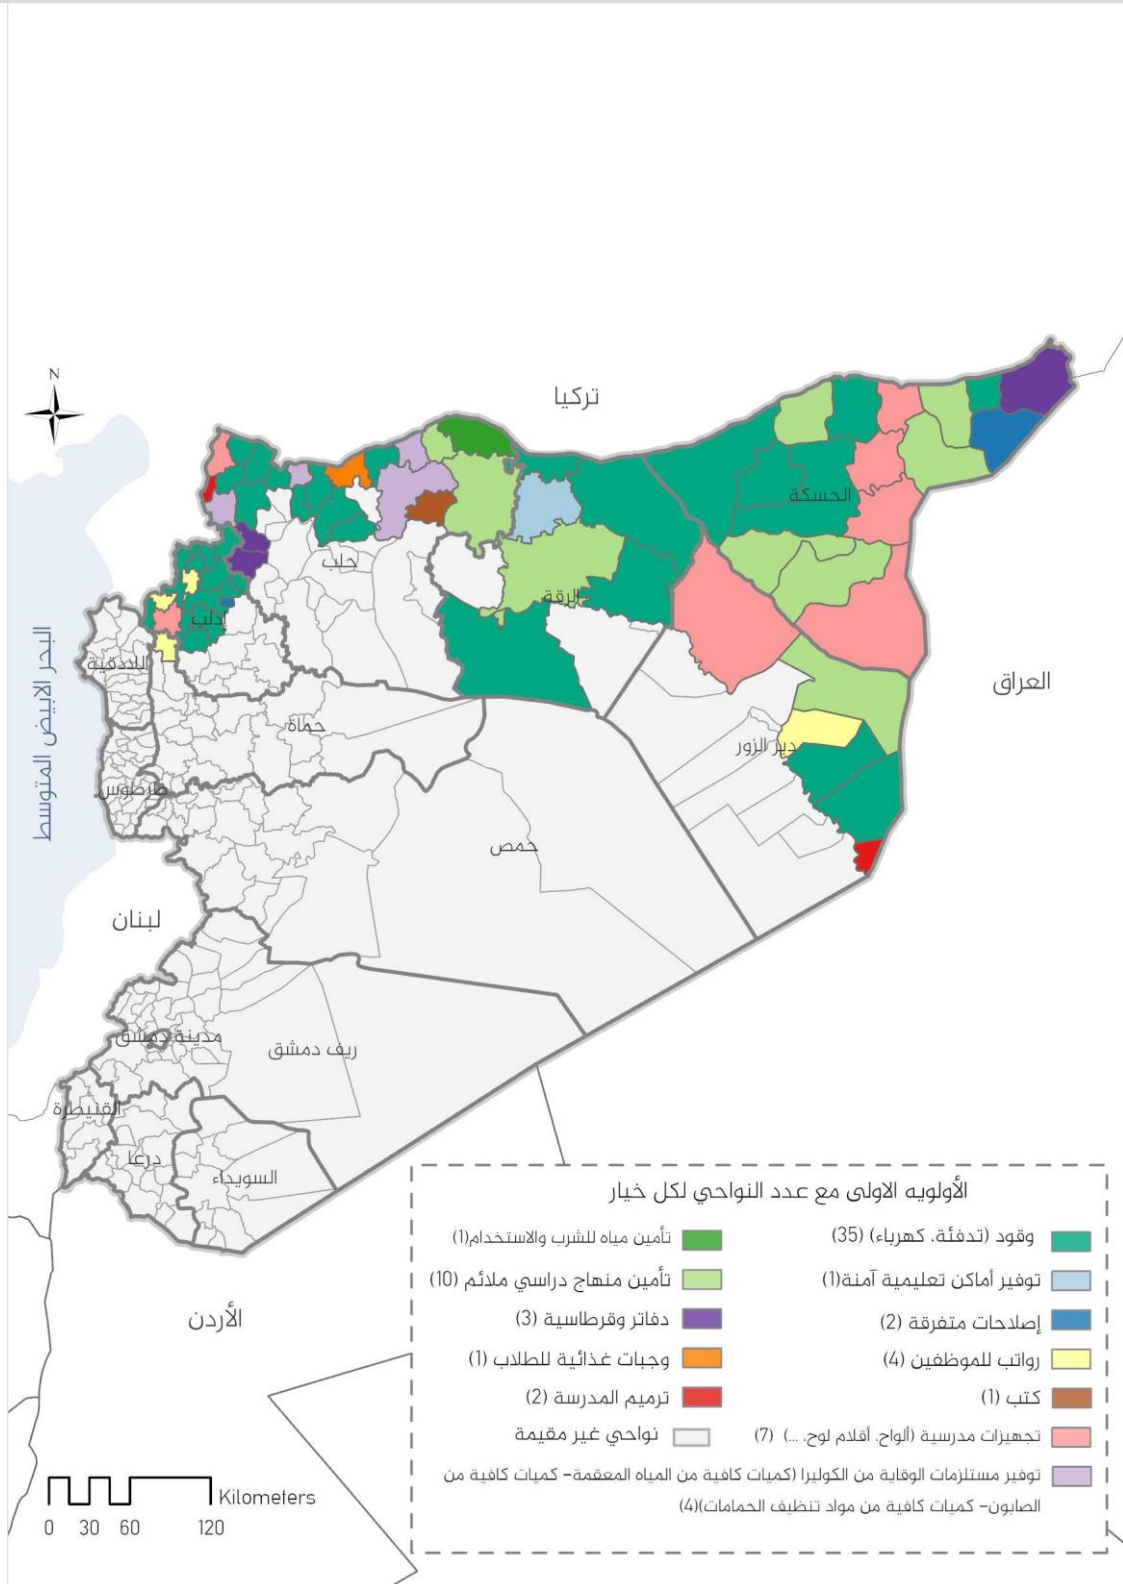 N
تركيا
الحسكة
حلب
الرقة
إدلب
اللاذقية
العراق
البحر الابيض المتوسط
حماة
دير الزور
طرطوس
حمص
لبنان
مدينة دمشق
ريف دمشق
القنيطرة
درعا
السويداء
الأردن
الأولويه الاولى مع عدد النواحي لكل خيار
وقود (تدفئة، كهرباء) (35)
توفير أماكن تعليمية آمنة(1)
إصلاحات متفرقة (2)
رواتب للموظفين (4)
كتب (1)
تجهيزات مدرسية (ألواح، أقلام لوح، ...) (7)
تأمين مياه للشرب والاستخدام(1)
تأمين منهاج دراسي ملائم (10)
دفاتر وقرطاسية (3)
وجبات غذائية للطلاب (1)
ترميم المدرسة (2)
نواحي غير مقيمة
توفير مستلزمات الوقاية من الكوليرا (كميات كافية من المياه المعقمة– كميات كافية من
الصابون– كميات كافية من مواد تنظيف الحمامات)(4)
Kilometers
0 30 60 120